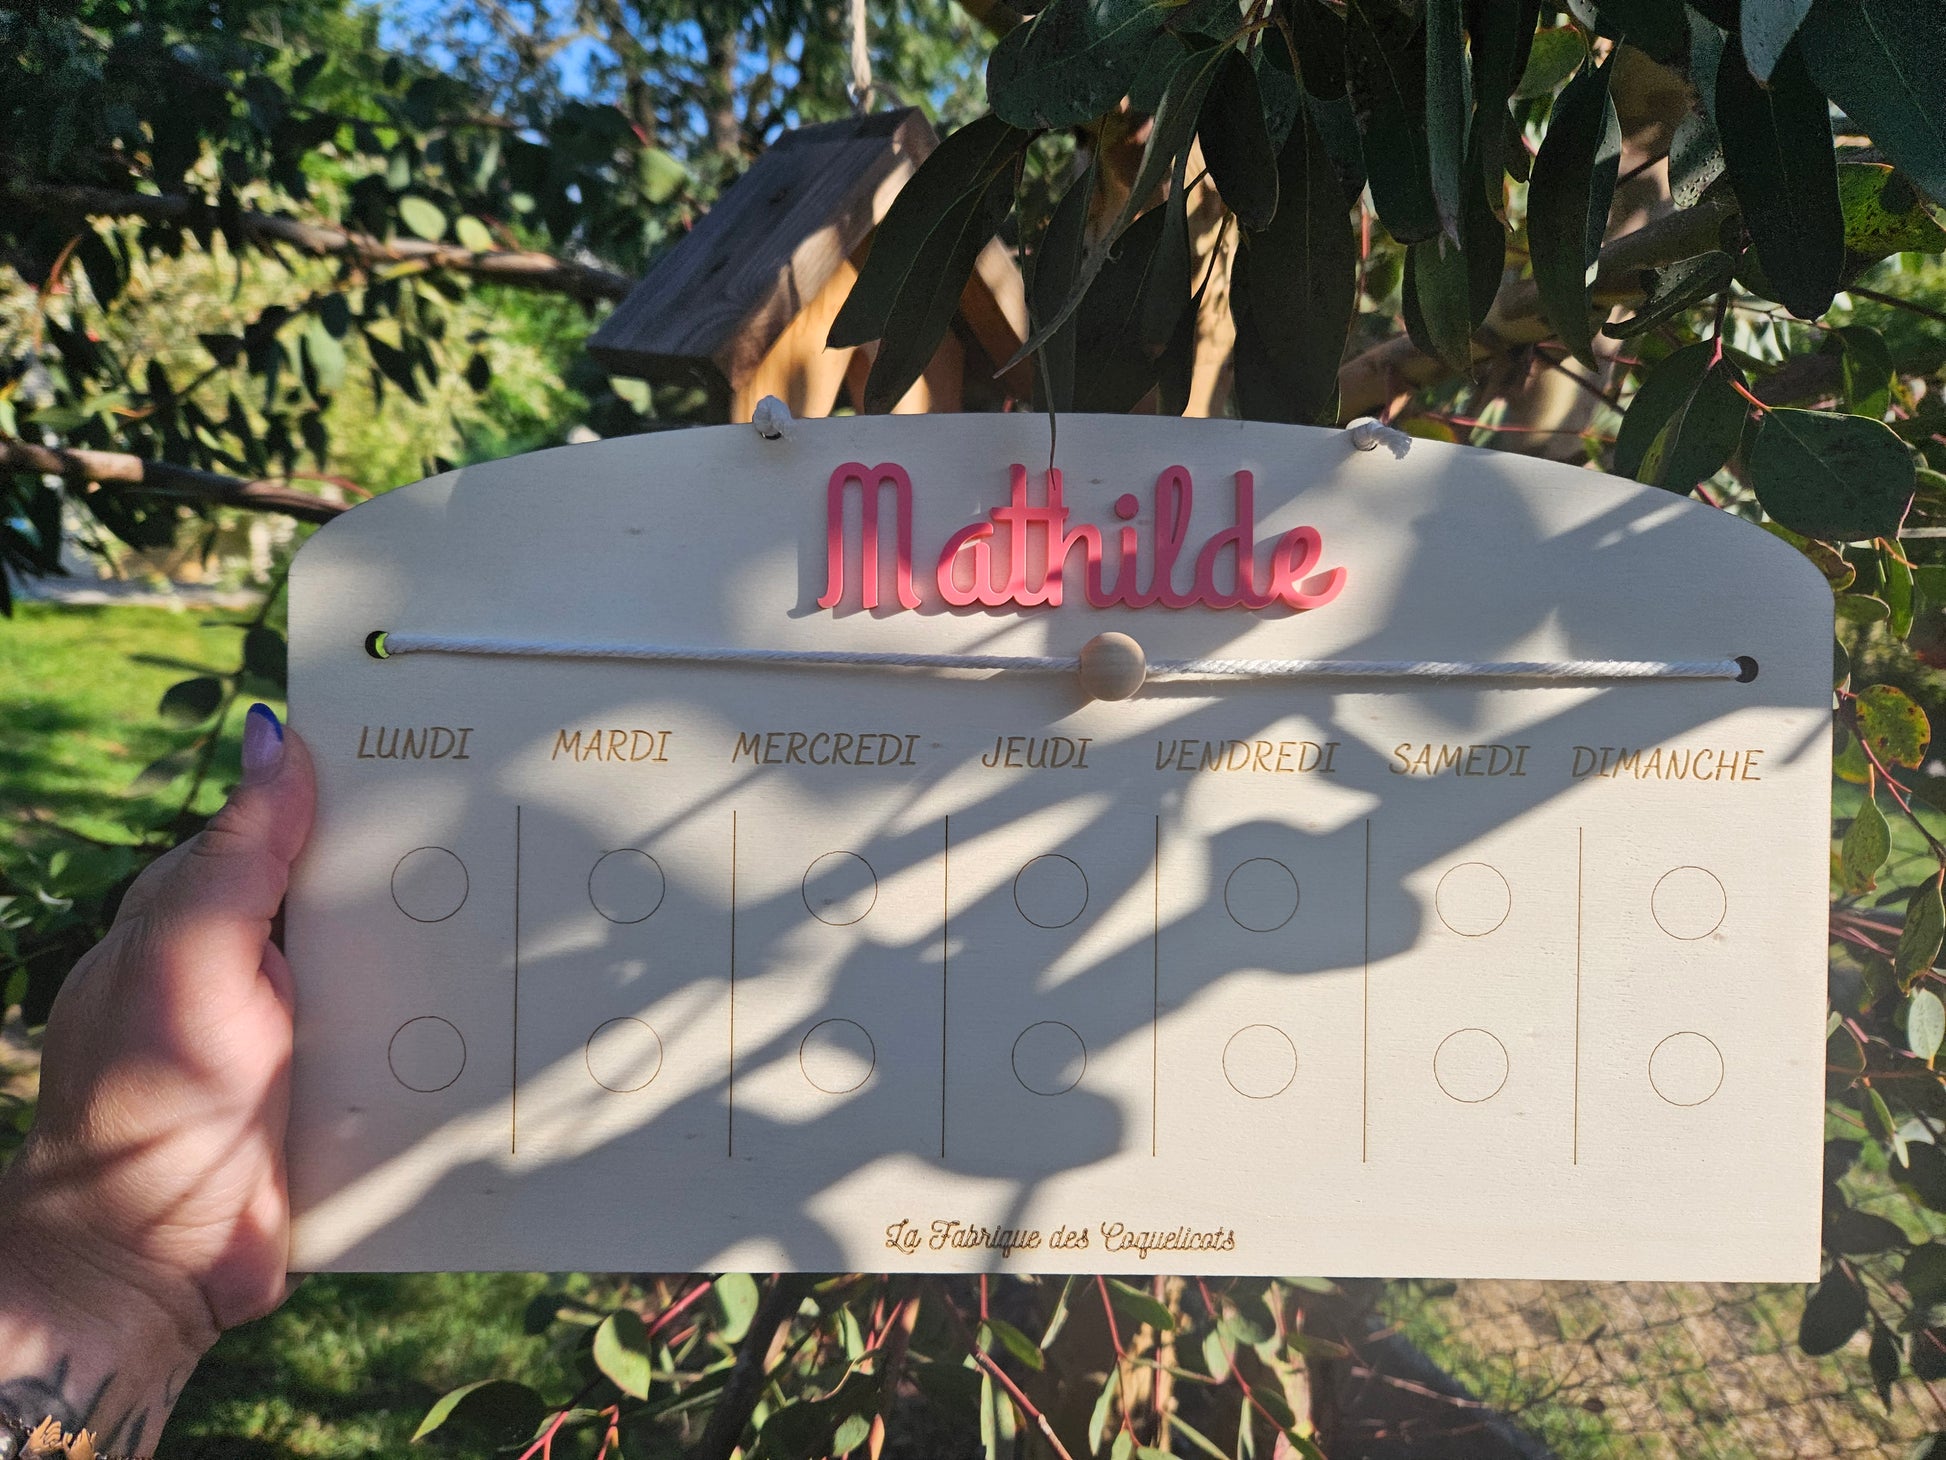 Mathilde
LUNDI MARDI MERCREDI JEUDI VENDREDI SAMEDI DIMANCHE
La Fabrique des Coquelicots